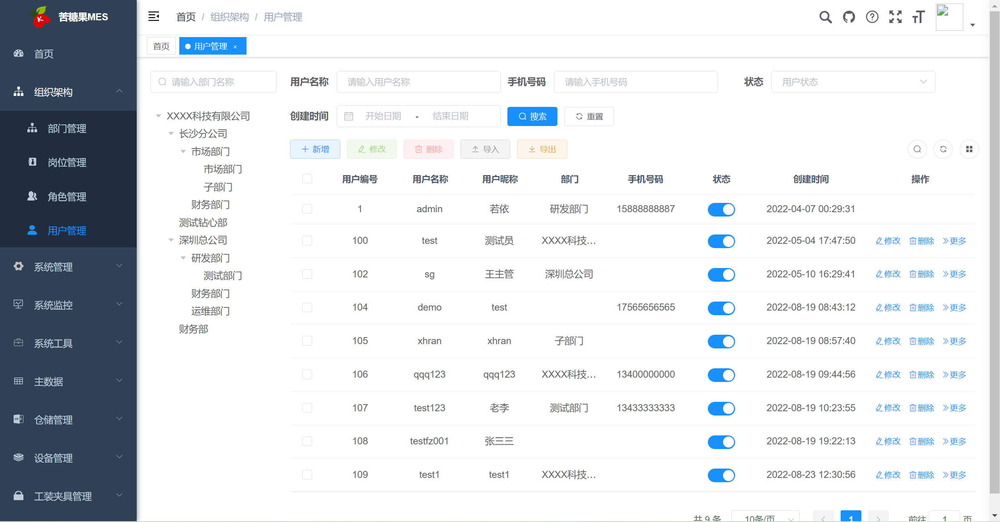 苦糖果MES
首页
组织架构
部门管理
岗位管理
角色管理
用户管理
系统管理
系统监控
系统工具
主数据
仓储管理
设备管理
工装夹具管理
首页 / 组织架构 / 用户管理
首页 用户管理 ×
请输入部门名称
XXXX科技有限公司
长沙分公司
市场部门
市场部门
子部门
财务部门
测试钻心部
深圳总公司
研发部门
测试部门
财务部门
运维部门
财务部
用户名称 请输入用户名称 手机号码 请输入手机号码 状态 用户状态
创建时间 开始日期 - 结束日期 搜索 重置
新增 修改 删除 导入 导出
用户编号 用户名称 用户昵称 部门 手机号码 状态 创建时间 操作
1 admin 若依 研发部门 15888888887 2022-04-07 00:29:31
100 test 测试员 XXXX科技... 2022-05-04 17:47:50 修改 删除 更多
102 sg 王主管 深圳总公司 2022-05-10 16:29:41 修改 删除 更多
104 demo test 17565656565 2022-08-19 08:43:12 修改 删除 更多
105 xhran xhran 子部门 2022-08-19 08:57:40 修改 删除 更多
106 qqq123 qqq123 XXXX科技... 13400000000 2022-08-19 09:44:56 修改 删除 更多
107 test123 老李 测试部门 13433333333 2022-08-19 10:23:55 修改 删除 更多
108 testfz001 张三三 2022-08-19 19:22:13 修改 删除 更多
109 test1 test1 XXXX科技... 2022-08-23 12:30:56 修改 删除 更多
共 9 条 10条/页 1 前往 1 页